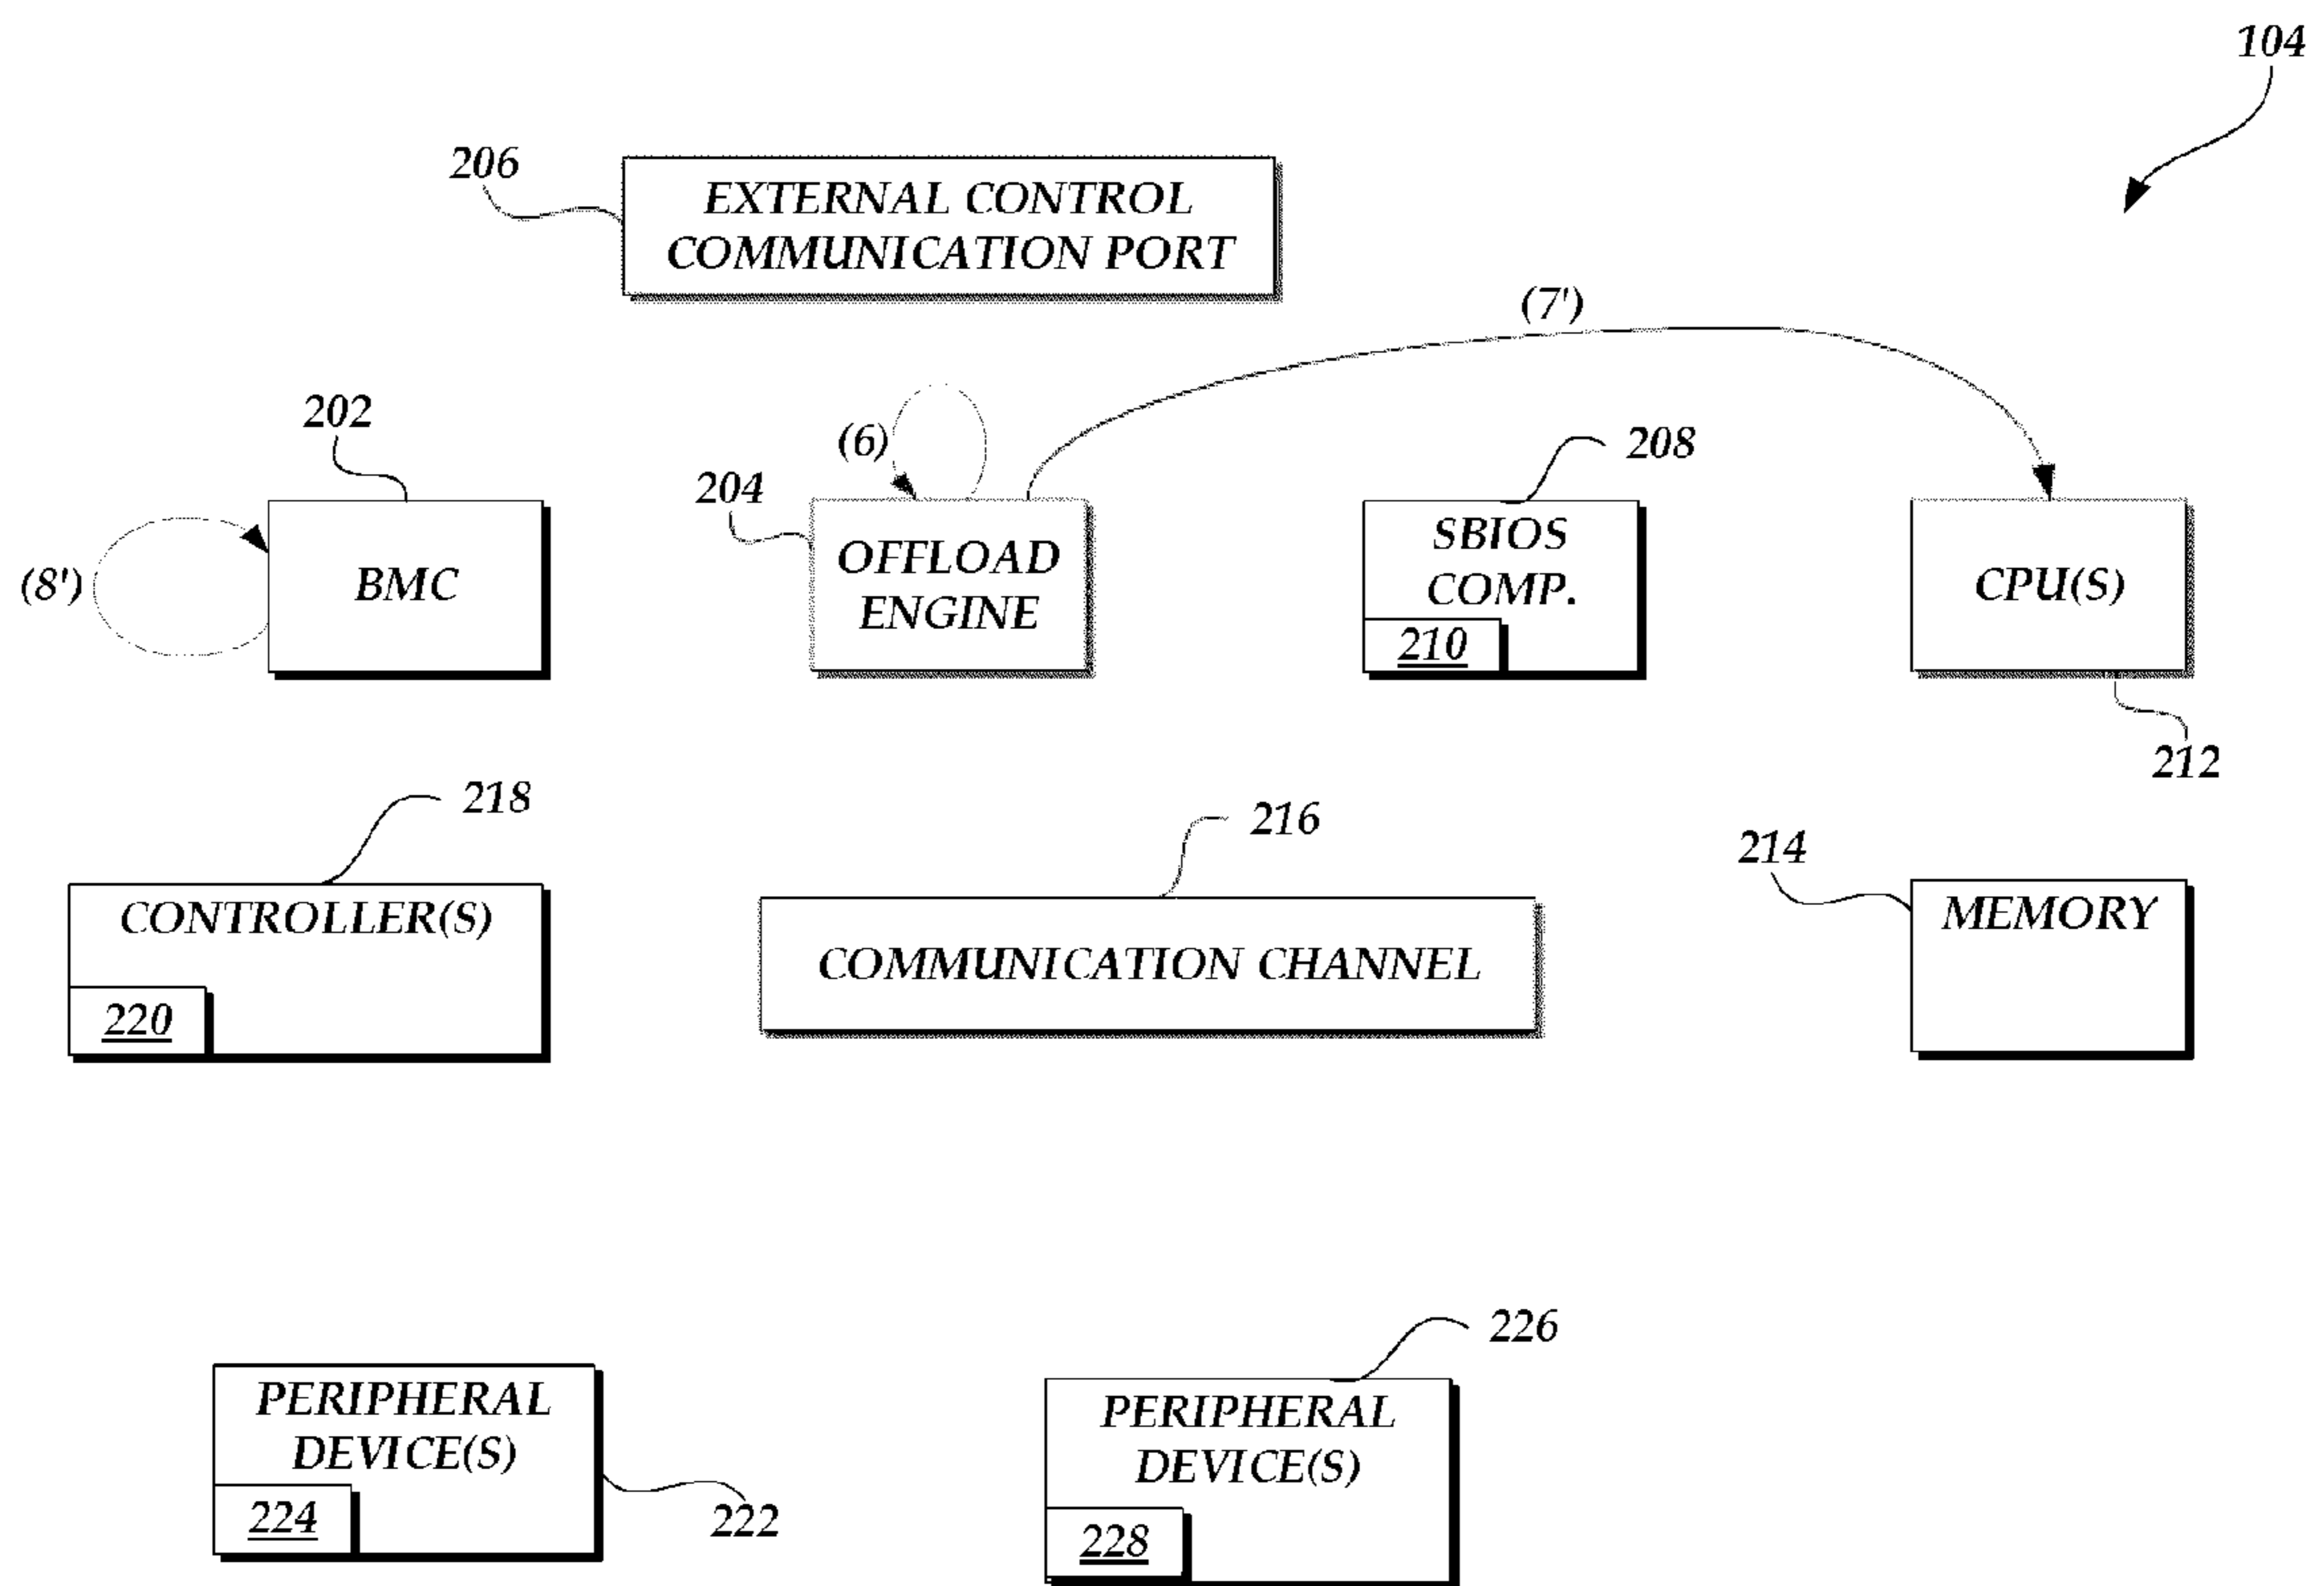 104
206
EXTERNAL CONTROL
COMMUNICATION PORT
(7')
202
(6)
208
204
(8')
BMC
OFFLOAD
ENGINE
SBIOS
COMP.
210
CPU(S)
212
218
216
214
CONTROLLER(S)
220
COMMUNICATION CHANNEL
MEMORY
226
PERIPHERAL
DEVICE(S)
224
222
PERIPHERAL
DEVICE(S)
228